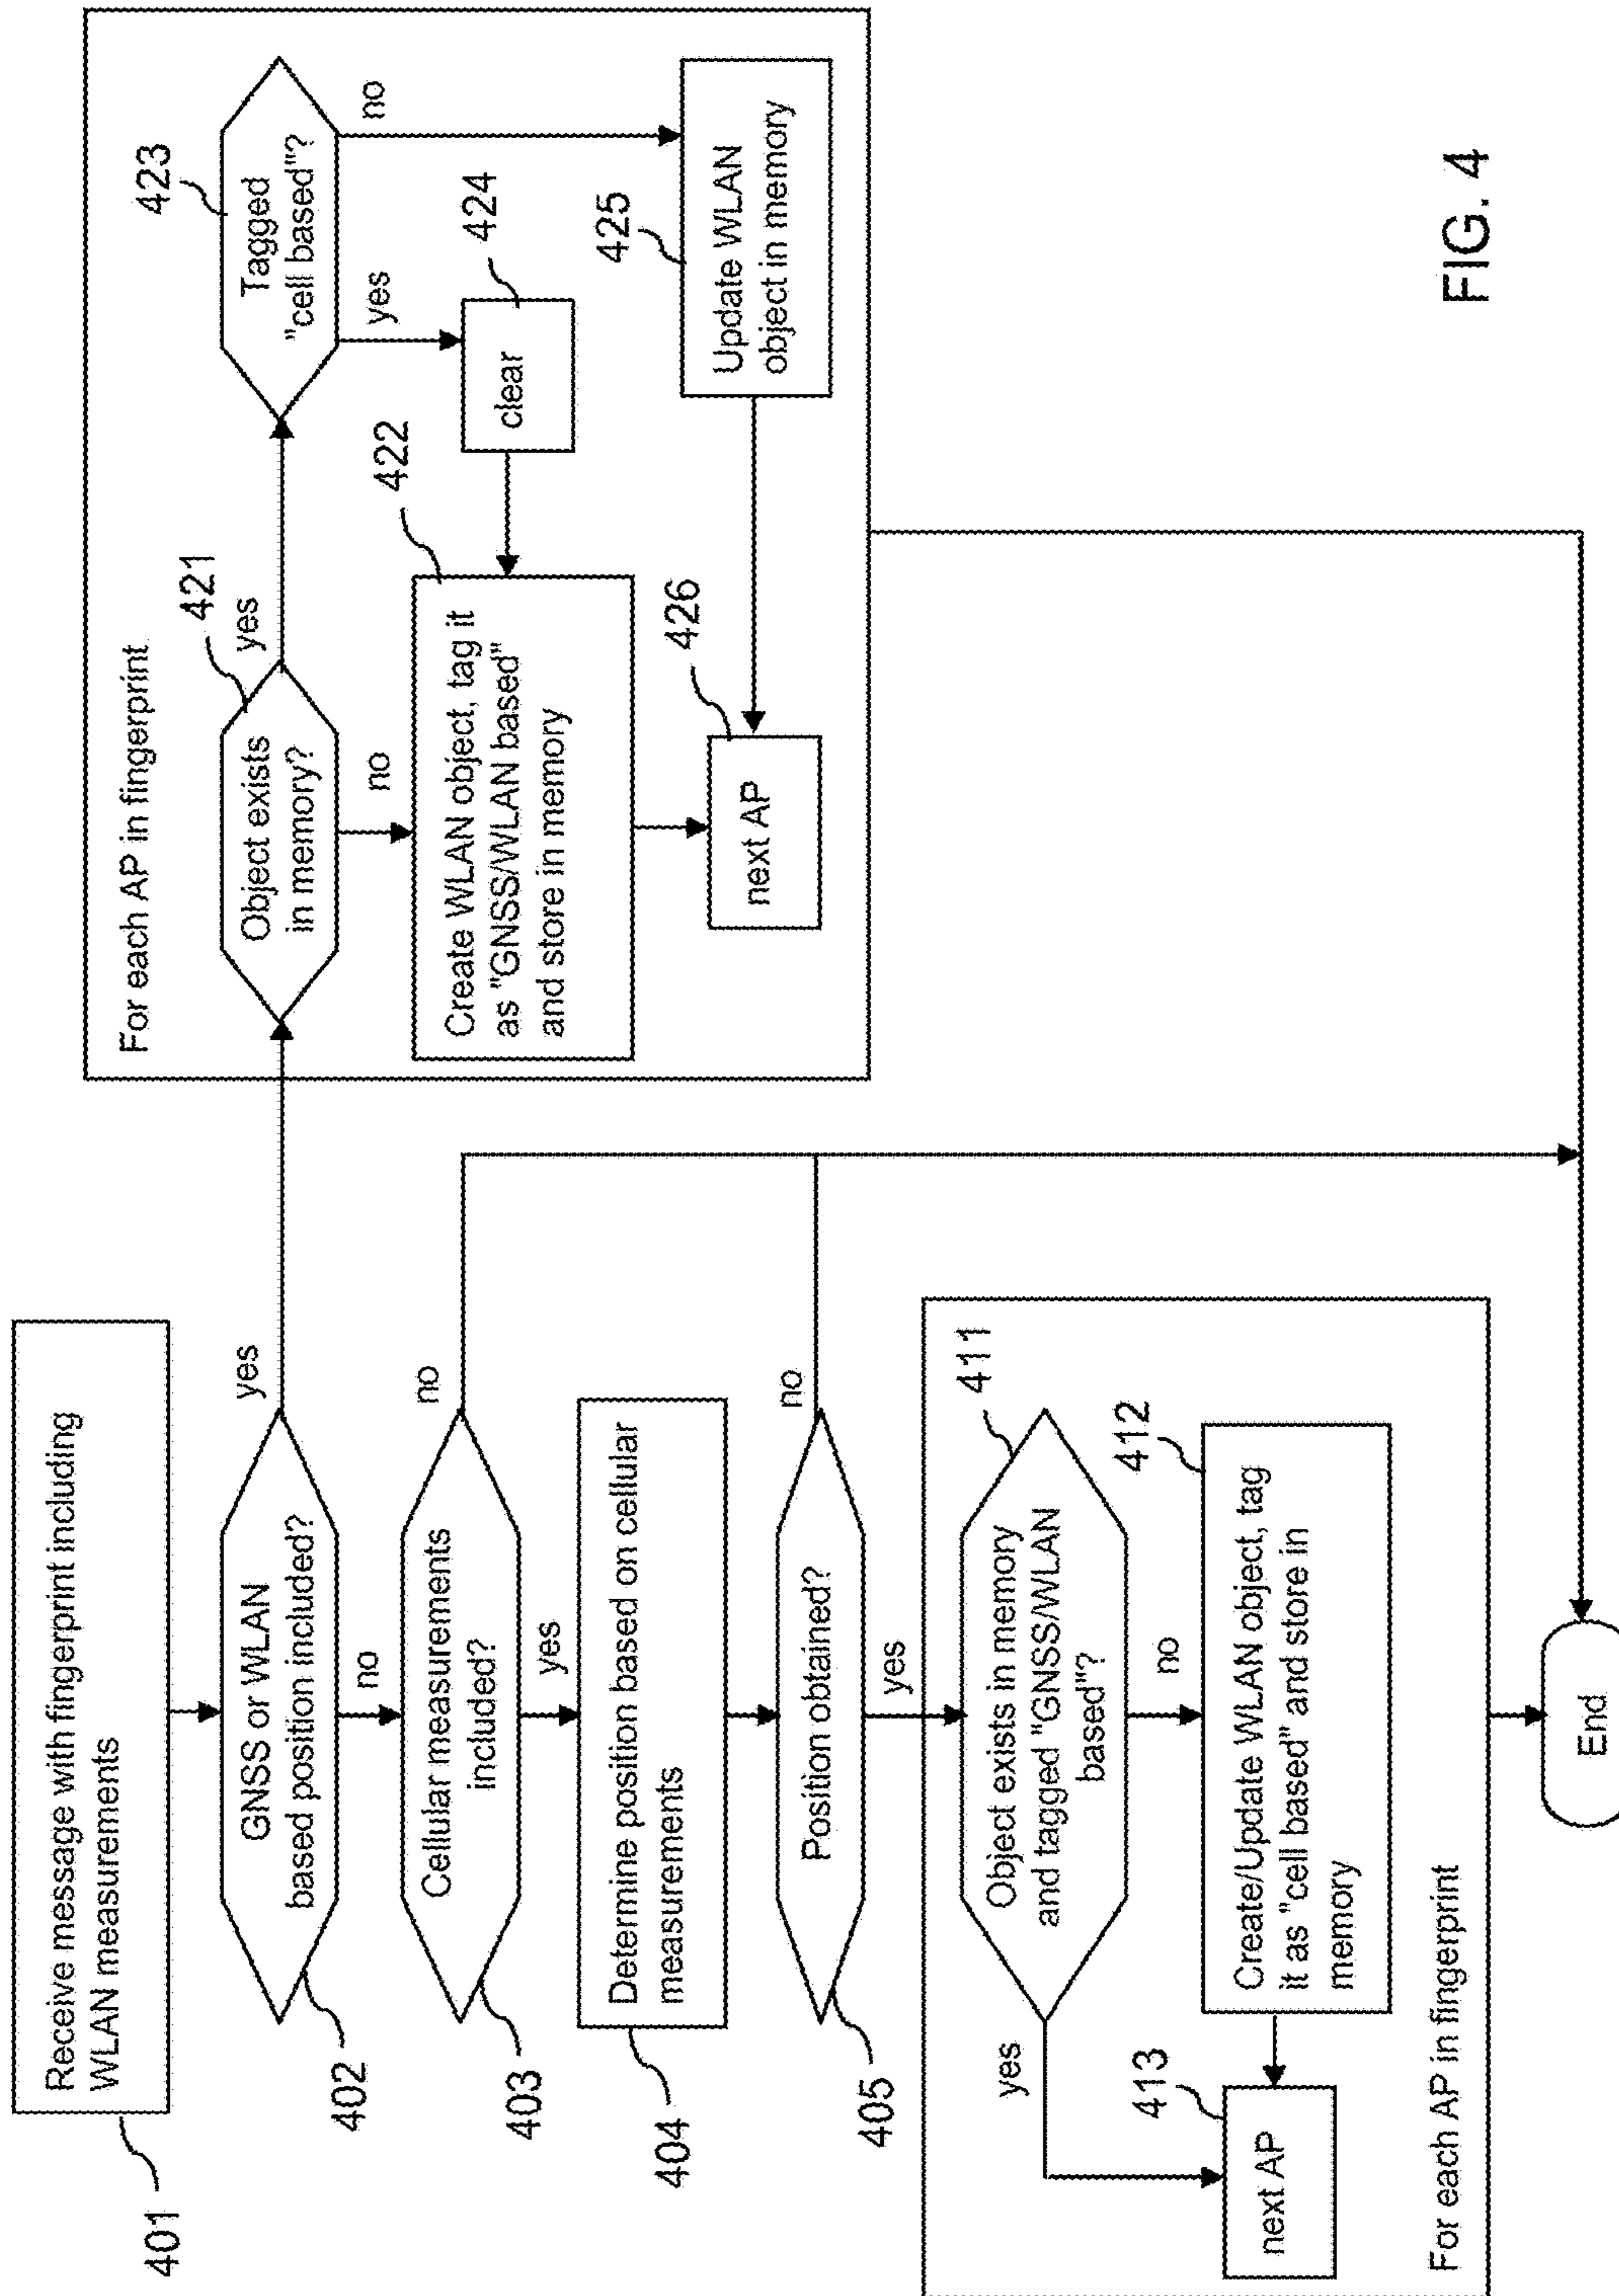 Receive message with fingerprint including
WLAN measurements
401
GNSS or WLAN
based position included?
402
yes
no
Cellular measurements
included?
403
no
yes
Determine position based on cellular
measurements
404
Position obtained?
405
no
yes
Object exists in memory
and tagged "GNSS/WLAN
based"?
411
yes
no
Create/Update WLAN object, tag
it as "cell based" and store in
memory
412
next AP
413
For each AP in fingerprint
End
For each AP in fingerprint
Object exists
in memory?
421
yes
no
Tagged
"cell based"?
423
yes
no
clear
424
Create WLAN object, tag it
as "GNSS/WLAN based"
and store in memory
422
Update WLAN
object in memory
425
next AP
426
FIG. 4